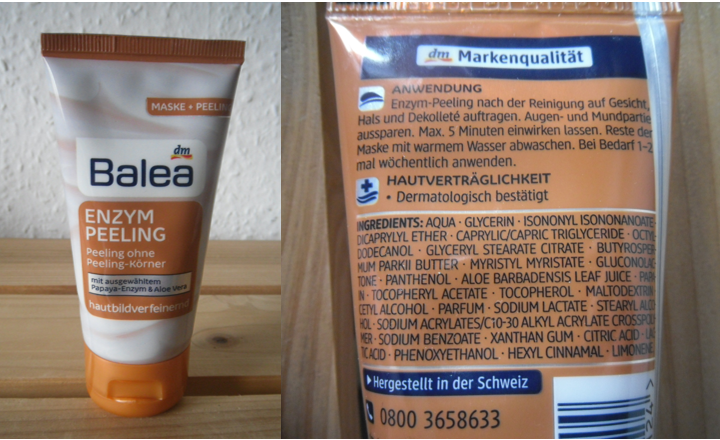 MASKE + PEELIN
dm
Balea
ENZYM
PEELING
Peeling ohne
Peeling-Körner
mit ausgewähltem
Papaya-Enzym & Aloe Vera
hautbildverfeinernd
dm Markenqualität
ANWENDUNG
Enzym-Peeling nach der Reinigung auf Gesicht,
Hals und Dekolleté auftragen. Augen- und Mundpartie
aussparen. Max. 5 Minuten einwirken lassen. Reste der
Maske mit warmem Wasser abwaschen. Bei Bedarf 1-2
mal wöchentlich anwenden.
HAUTVERTRÄGLICHKEIT
• Dermatologisch bestätigt
INGREDIENTS: AQUA · GLYCERIN · ISONONYL ISONONANOATE ·
DICAPRYLYL ETHER · CAPRYLIC/CAPRIC TRIGLYCERIDE · OCTYL-
DODECANOL · GLYCERYL STEARATE CITRATE · BUTYROSPER-
MUM PARKII BUTTER · MYRISTYL MYRISTATE · GLUCONOLAC-
TONE · PANTHENOL · ALOE BARBADENSIS LEAF JUICE · PAPA-
IN · TOCOPHERYL ACETATE · TOCOPHEROL · MALTODEXTRIN ·
CETYL ALCOHOL · PARFUM · SODIUM LACTATE · STEARYL ALCO-
HOL · SODIUM ACRYLATES/C10-30 ALKYL ACRYLATE CROSSPOLY-
MER · SODIUM BENZOATE · XANTHAN GUM · CITRIC ACID · LAC-
TIC ACID · PHENOXYETHANOL · HEXYL CINNAMAL · LIMONENE
Hergestellt in der Schweiz
0800 3658633